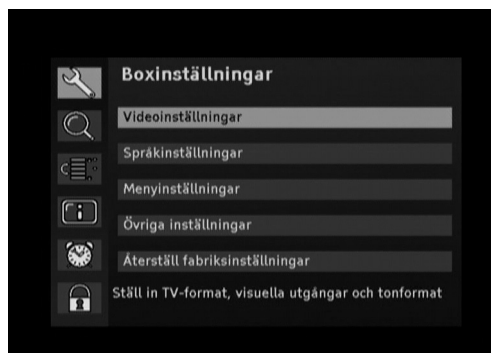 Boxinställningar
Videoinställningar
Språkinställningar
Menyinställningar
Övriga inställningar
Återställ fabriksinställningar
Ställ in TV-format, visuella utgångar och tonformat